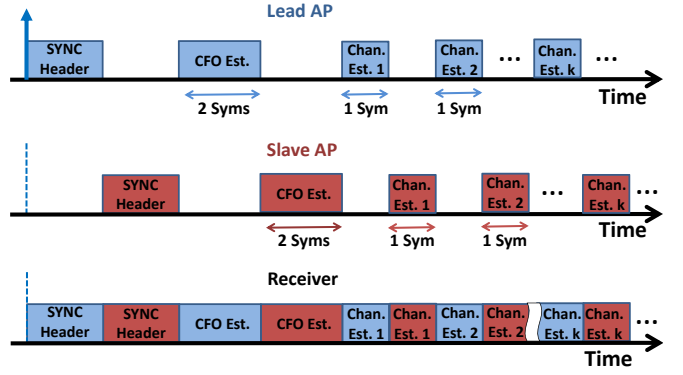 Lead AP
SYNC Header
CFO Est.
Chan. Est. 1
Chan. Est. 2
...
Chan. Est. k
...
2 Syms
1 Sym
1 Sym
Time
Slave AP
SYNC Header
CFO Est.
Chan. Est. 1
Chan. Est. 2
...
Chan. Est. k
...
2 Syms
1 Sym
1 Sym
Time
Receiver
SYNC Header
SYNC Header
CFO Est.
CFO Est.
Chan. Est. 1
Chan. Est. 1
Chan. Est. 2
Chan. Est. 2
Chan. Est. k
Chan. Est. k
...
Time